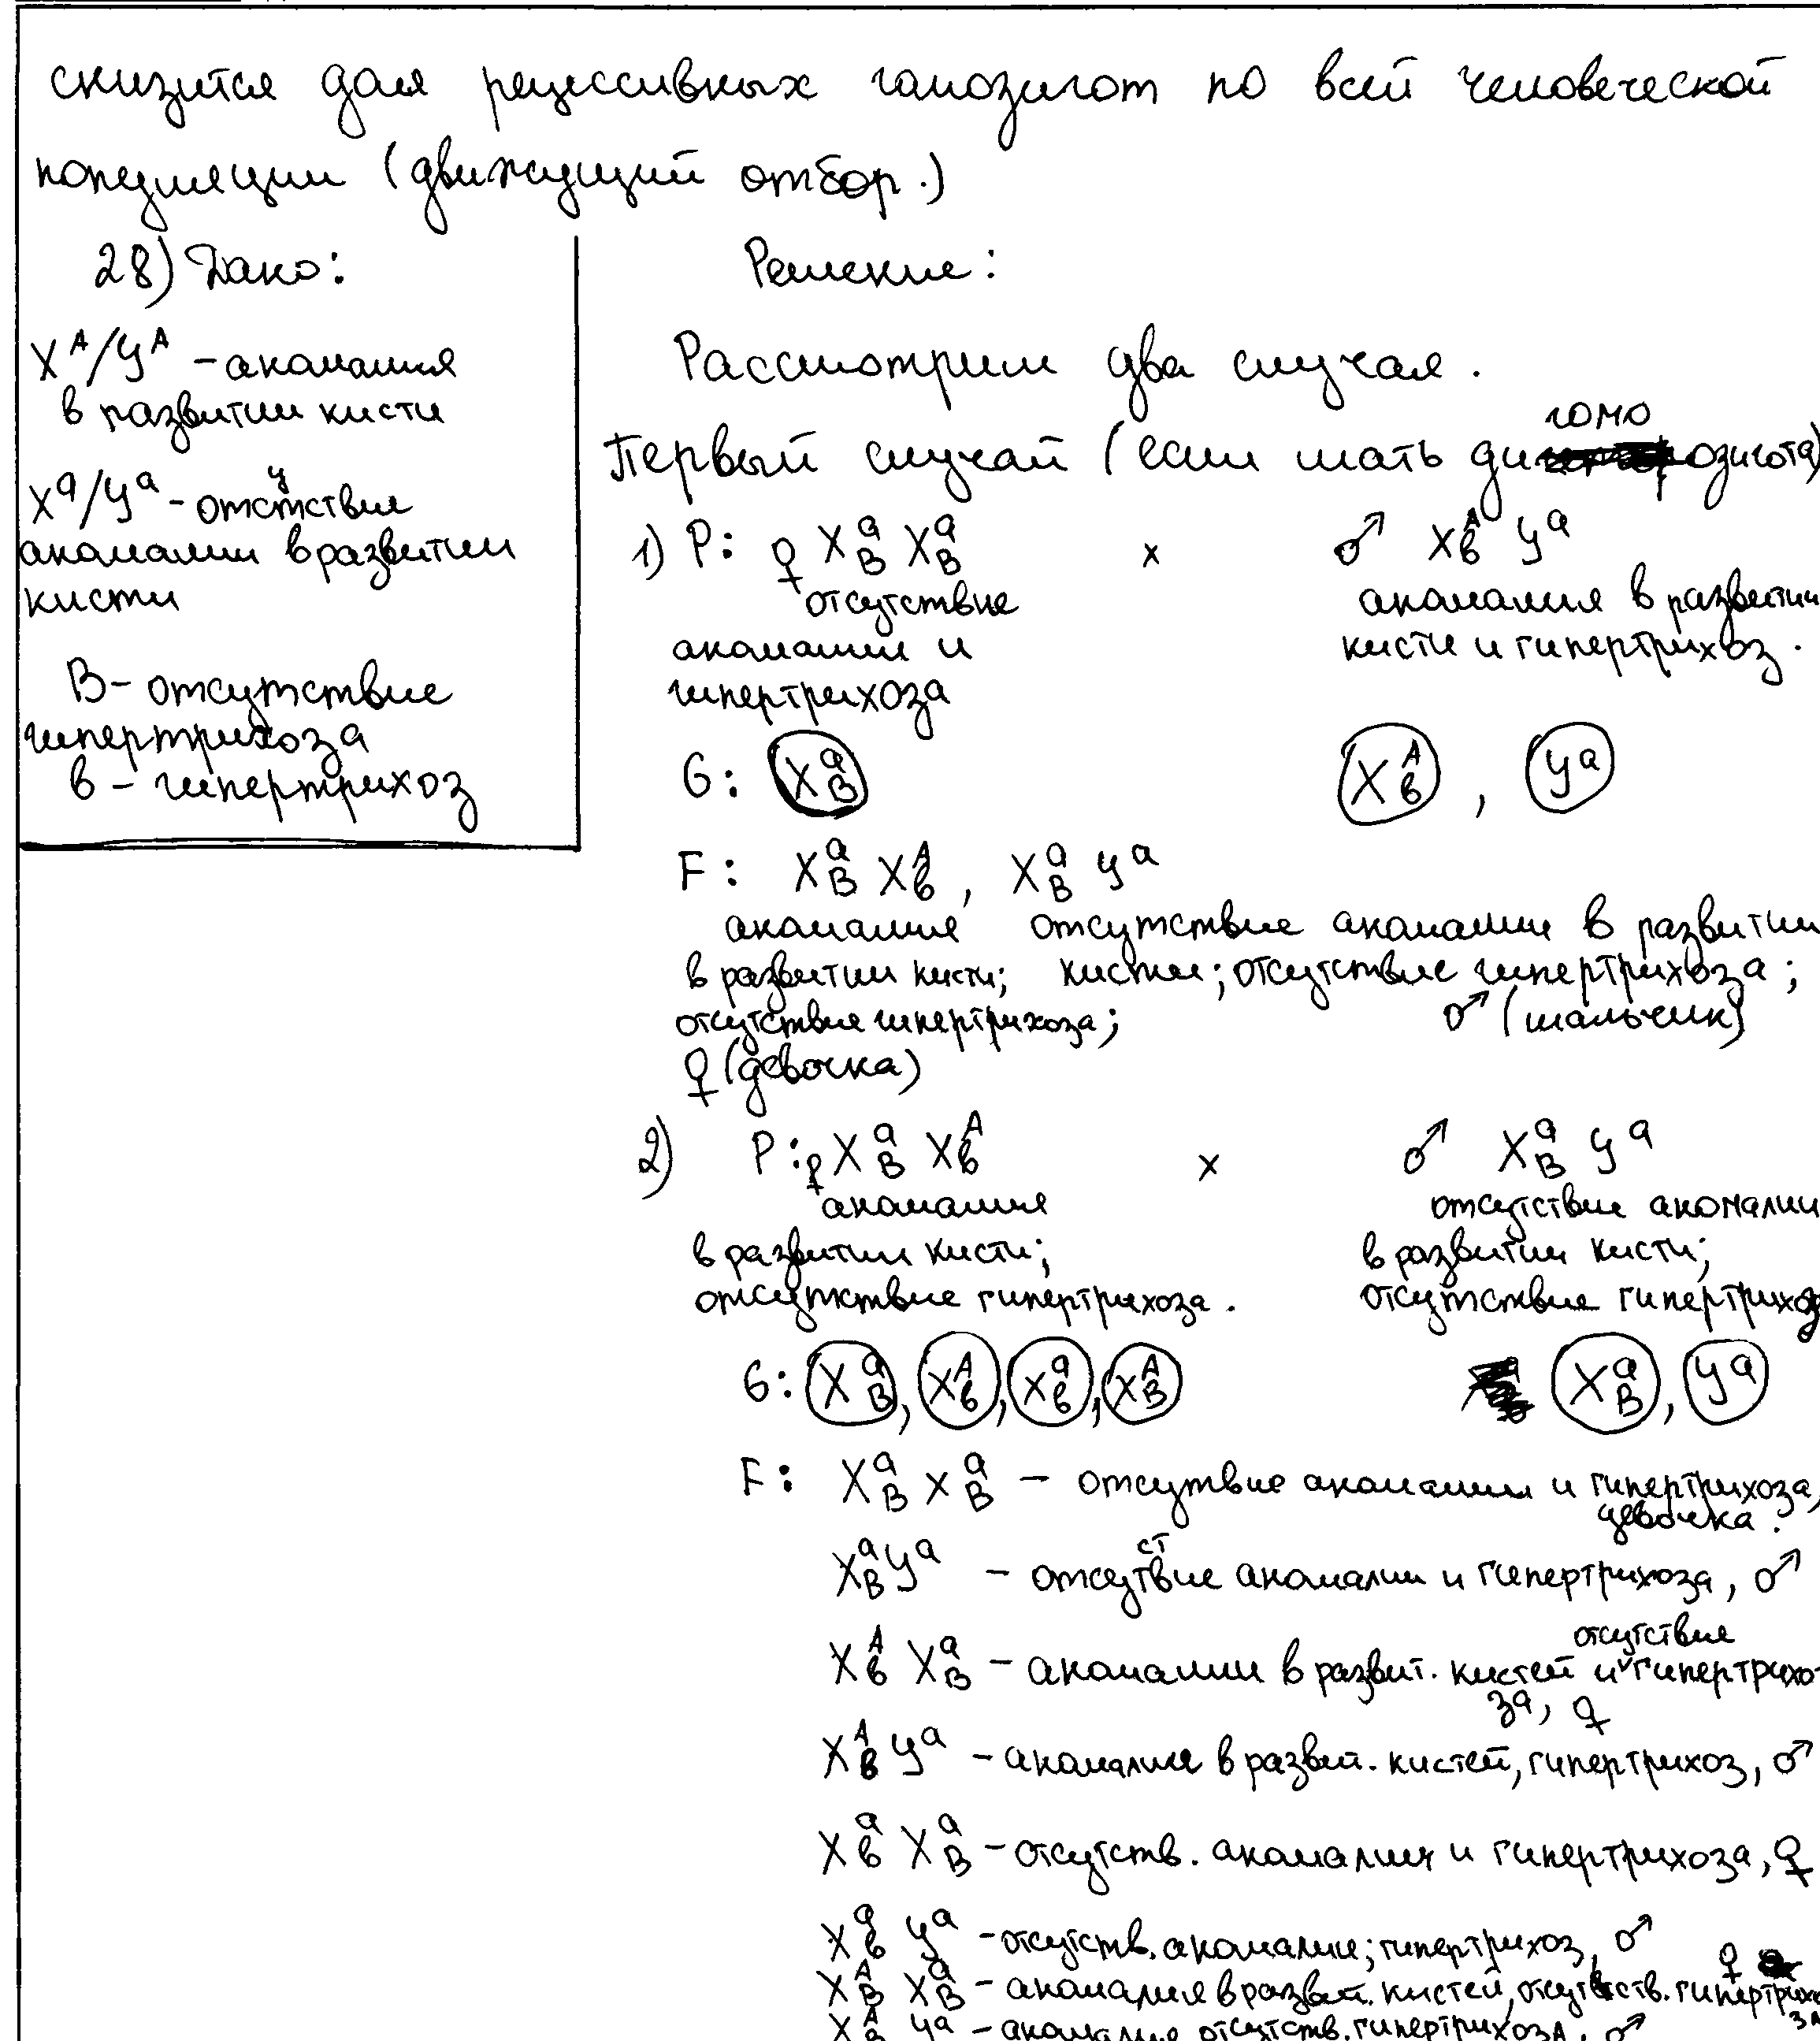 снизится доля рецессивных гомозигот по всей человеческой
популяции (движущий отбор.)
28) Дано:
X^A/Y^A - аномалия
в развитии кисти
X^a/Y^a - отсутствие
аномалии в развитии
кисти
B - отсутствие
гипертрихоза
b - гипертрихоз
Решение:
Рассмотрим два случая.
Первый случай (если мать дигомозигота)
1) P: ♀ X^a_B X^a_B x ♂ X^A_b Y^a
отсутствие аномалия в развитии
аномалии и кисти и гипертрихоз.
гипертрихоза
G: X^a_B X^A_b , Y^a
F: X^a_B X^A_b , X^a_B Y^a
аномалия отсутствие аномалии в развитии
в развитии кисти; кисти; отсутствие гипертрихоза;
отсутствие гипертрихоза; ♂ (мальчик)
♀ (девочка)
2) P: ♀ X^a_B X^A_b x ♂ X^a_B Y^a
аномалия отсутствие аномалии
в развитии кисти; в развитии кисти;
отсутствие гипертрихоза. отсутствие гипертрихоз
G: X^a_B, X^A_b, X^a_b, X^A_B X^a_B, Y^a
F: X^a_B X^a_B - отсутвие аномалии и гипертрихоза,
девочка.
X^a_B Y^a - отсутствие аномалии и гипертрихоза, ♂
X^A_b X^a_B - аномалии в развит. кистей и отсутствие гипертрихо-
за, ♀
X^A_b Y^a - аномалия в развит. кистей, гипертрихоз, ♂
X^a_b X^a_B - отсутств. аномалии и гипертрихоза, ♀
X^a_b Y^a - отсутств. аномалии; гипертрихоз, ♂
X^A_B X^a_B - аномалия в развит. кистей, отсутств. гипертрихоза ♀
X^A_B Y^a - аномалия отсутств. гипертрихоза, ♂